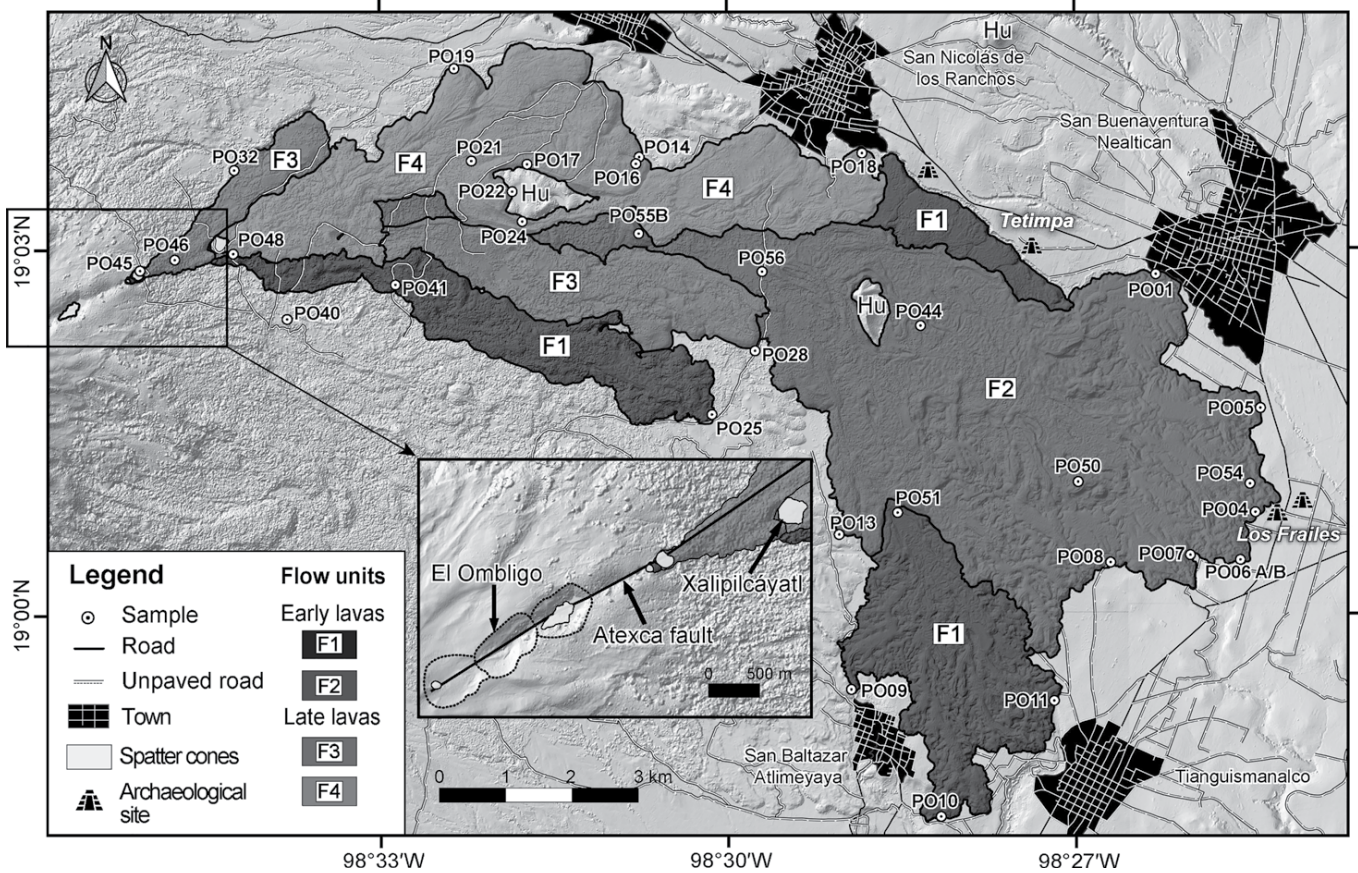 N
PO19
Hu
San Nicolás de
los Ranchos
San Buenaventura
Nealtican
PO32
F3
F4
PO21
PO17
PO14
PO16
PO18
PO22
Hu
F4
F1
Tetimpa
PO24
PO55B
19°03'N
PO46
PO48
PO45
PO56
PO01
PO41
F3
PO40
Hu
PO44
F1
PO28
F2
PO05
PO25
PO50
PO54
PO51
PO04
PO13
Los Frailes
PO08
PO07
PO06 A/B
El Ombligo
Xalipilcáyatl
Atexca fault
0 500 m
19°00'N
Legend
Flow units
Sample
Early lavas
Road
F1
Unpaved road
F2
Town
Late lavas
Spatter cones
F3
Archaeological
site
F4
F1
PO09
PO11
San Baltazar
Atlimeyaya
Tianguismanalco
0 1 2 3 km
PO10
98°33'W
98°30'W
98°27'W